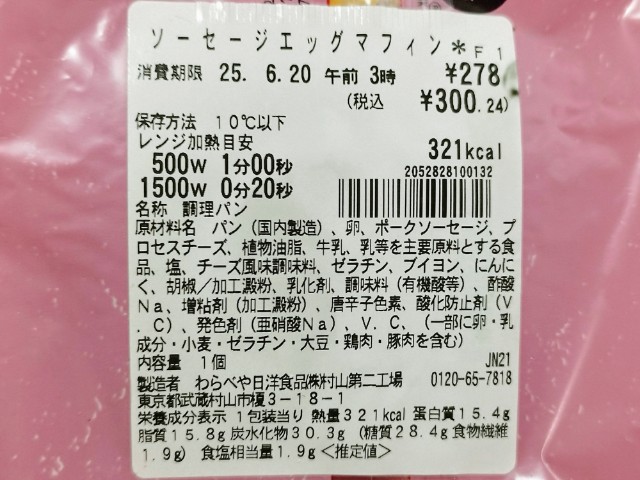 ソーセージエッグマフィン＊F1
消費期限 25. 6.20 午前 3時 ¥278
(税込 ¥300.24)
保存方法 10℃以下
レンジ加熱目安 321kcal
500W 1分00秒 2052828100132
1500W 0分20秒
名称 調理パン
原材料名 パン（国内製造）、卵、ポークソーセージ、プ
ロセスチーズ、植物油脂、牛乳、乳等を主要原料とする食
品、塩、チーズ風味調味料、ゼラチン、ブイヨン、にんに
く、胡椒／加工澱粉、乳化剤、調味料（有機酸等）、酢酸
Na、増粘剤（加工澱粉）、唐辛子色素、酸化防止剤（V
．C）、発色剤（亜硝酸Na）、V．C、（一部に卵・乳
成分・小麦・ゼラチン・大豆・鶏肉・豚肉を含む）
内容量 1個 JN21
製造者 わらべや日洋食品㈱村山第二工場 0120-65-7818
東京都武蔵村山市榎3－18－1
栄養成分表示 1包装当り 熱量321kcal 蛋白質15.4g
脂質15.8g 炭水化物30.3g （糖質28.4g 食物繊維
1.9g） 食塩相当量1.9g＜推定値＞